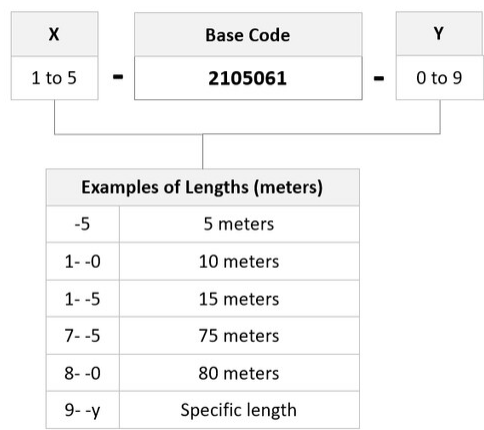 X Base Code Y
1 to 5 - 2105061 - 0 to 9
Examples of Lengths (meters)
-5 5 meters
1- -0 10 meters
1- -5 15 meters
7- -5 75 meters
8- -0 80 meters
9- -y Specific length